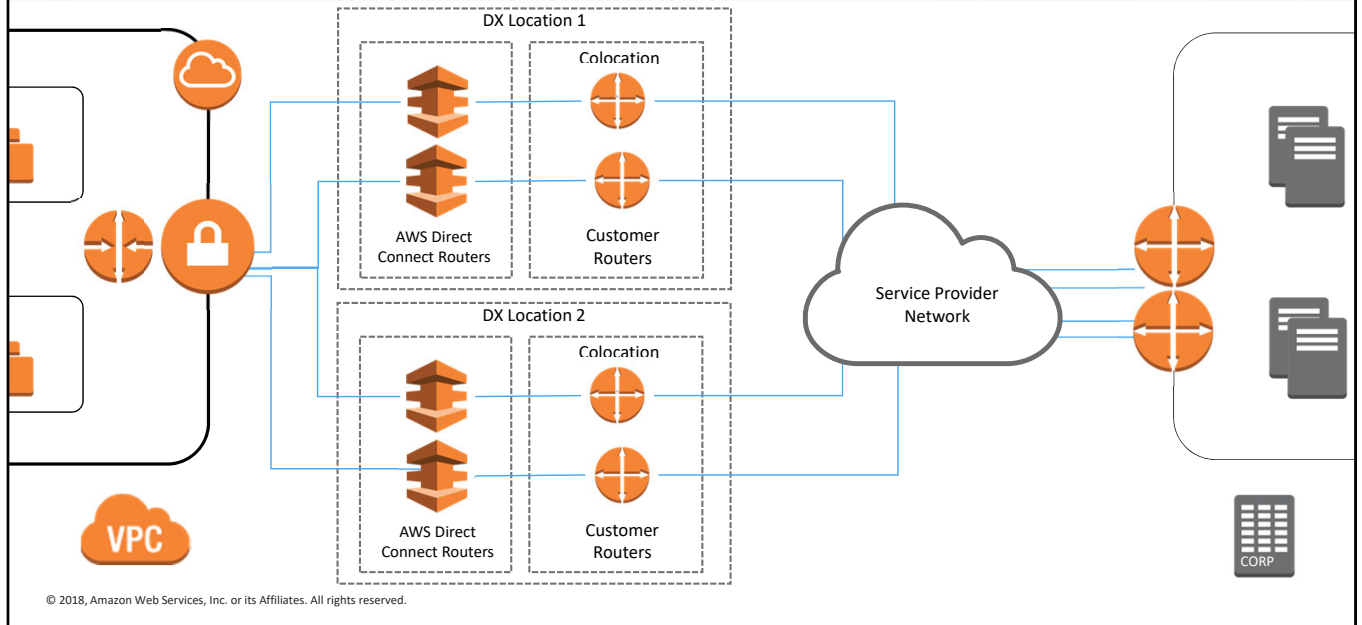 DX Location 1
Colocation
AWS Direct
Connect Routers
Customer
Routers
Service Provider
Network
DX Location 2
Colocation
AWS Direct
Connect Routers
Customer
Routers
VPC
CORP
© 2018, Amazon Web Services, Inc. or its Affiliates. All rights reserved.